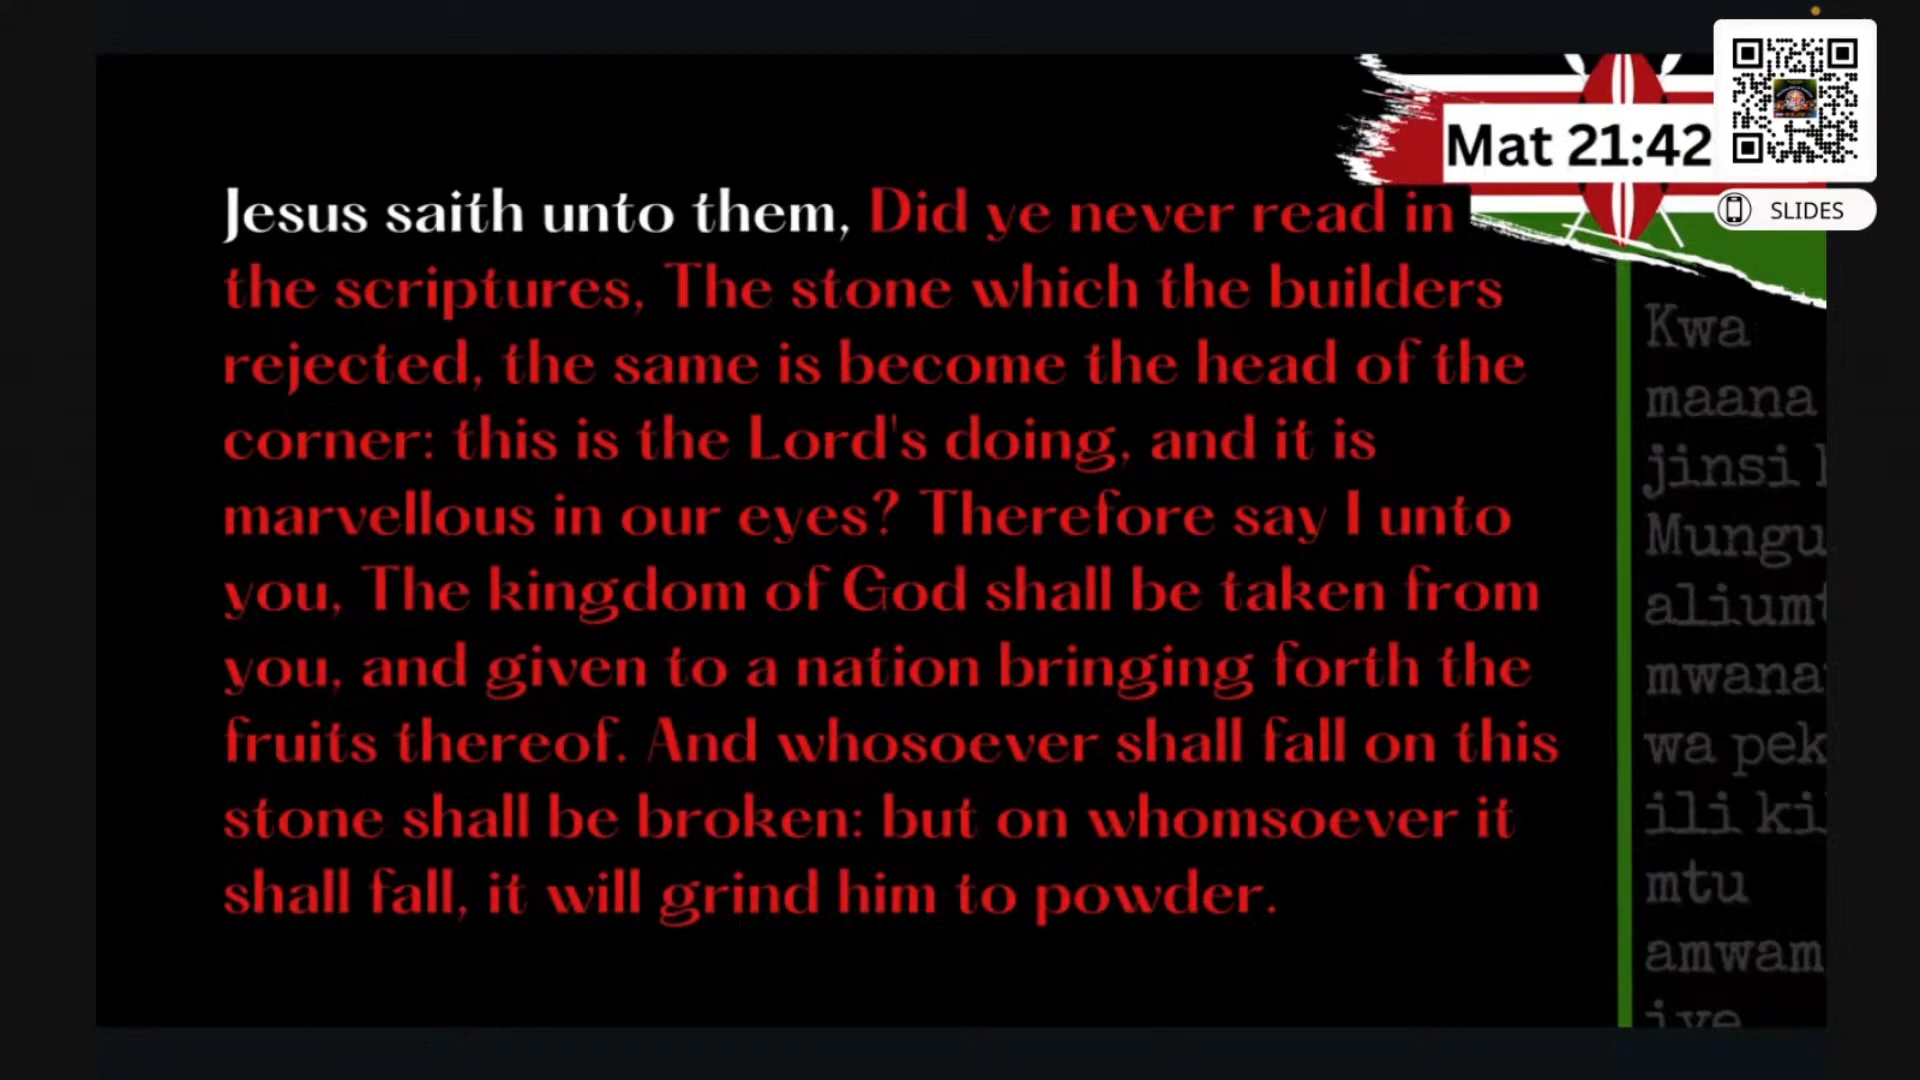 Mat 21:42
SLIDES
Jesus saith unto them, Did ye never read in
the scriptures, The stone which the builders
rejected, the same is become the head of the
corner: this is the Lord's doing, and it is
marvellous in our eyes? Therefore say I unto
you, The kingdom of God shall be taken from
you, and given to a nation bringing forth the
fruits thereof. And whosoever shall fall on this
stone shall be broken: but on whomsoever it
shall fall, it will grind him to powder.
Kwa
maana
jinsi
Mungu
wa
ili
mtu